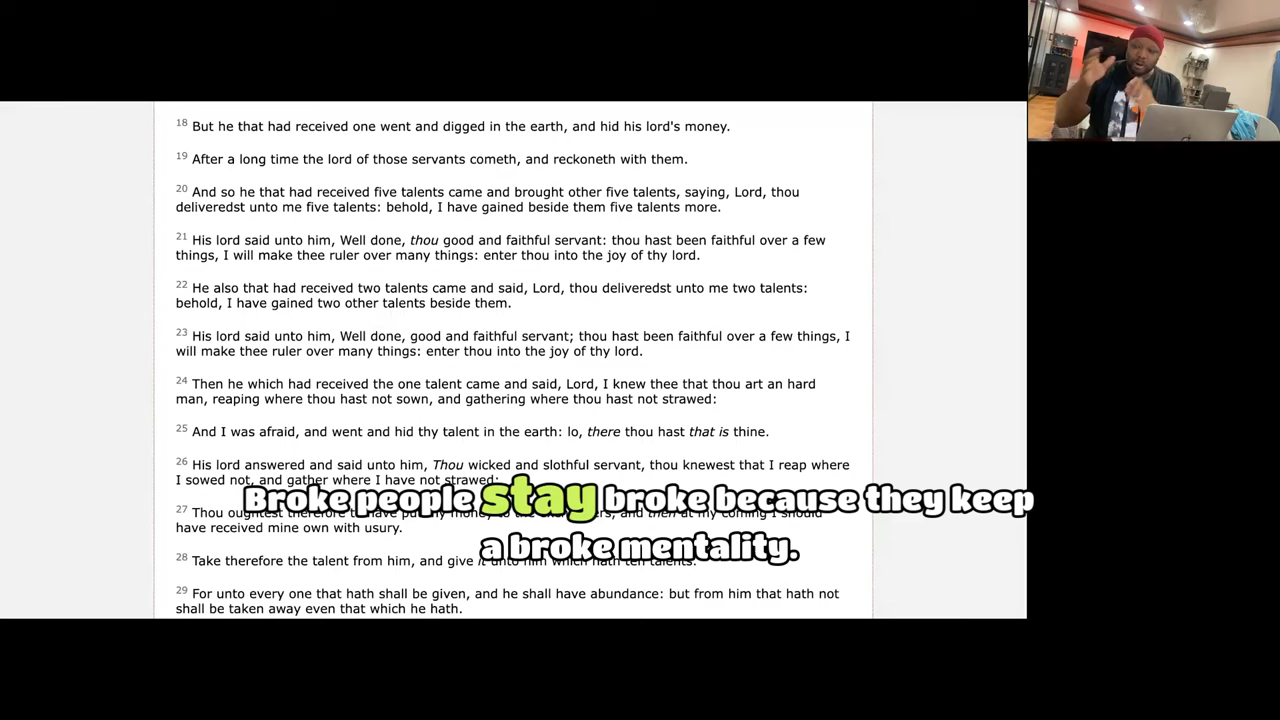 18 But he that had received one went and digged in the earth, and hid his lord's money.
19 After a long time the lord of those servants cometh, and reckoneth with them.
20 And so he that had received five talents came and brought other five talents, saying, Lord, thou
deliveredst unto me five talents: behold, I have gained beside them five talents more.
21 His lord said unto him, Well done, thou good and faithful servant: thou hast been faithful over a few
things, I will make thee ruler over many things: enter thou into the joy of thy lord.
22 He also that had received two talents came and said, Lord, thou deliveredst unto me two talents:
behold, I have gained two other talents beside them.
23 His lord said unto him, Well done, good and faithful servant; thou hast been faithful over a few things, I
will make thee ruler over many things: enter thou into the joy of thy lord.
24 Then he which had received the one talent came and said, Lord, I knew thee that thou art an hard
man, reaping where thou hast not sown, and gathering where thou hast not strawed:
25 And I was afraid, and went and hid thy talent in the earth: lo, there thou hast that is thine.
26 His lord answered and said unto him, Thou wicked and slothful servant, thou knewest that I reap where
I sowed not, and gather where I have not strawed:
Broke people stay broke because they keep
27 Thou
have received mine own with usury.
a broke mentality.
28 Take therefore the talent from him, and give
29 For unto every one that hath shall be given, and he shall have abundance: but from him that hath not
shall be taken away even that which he hath.